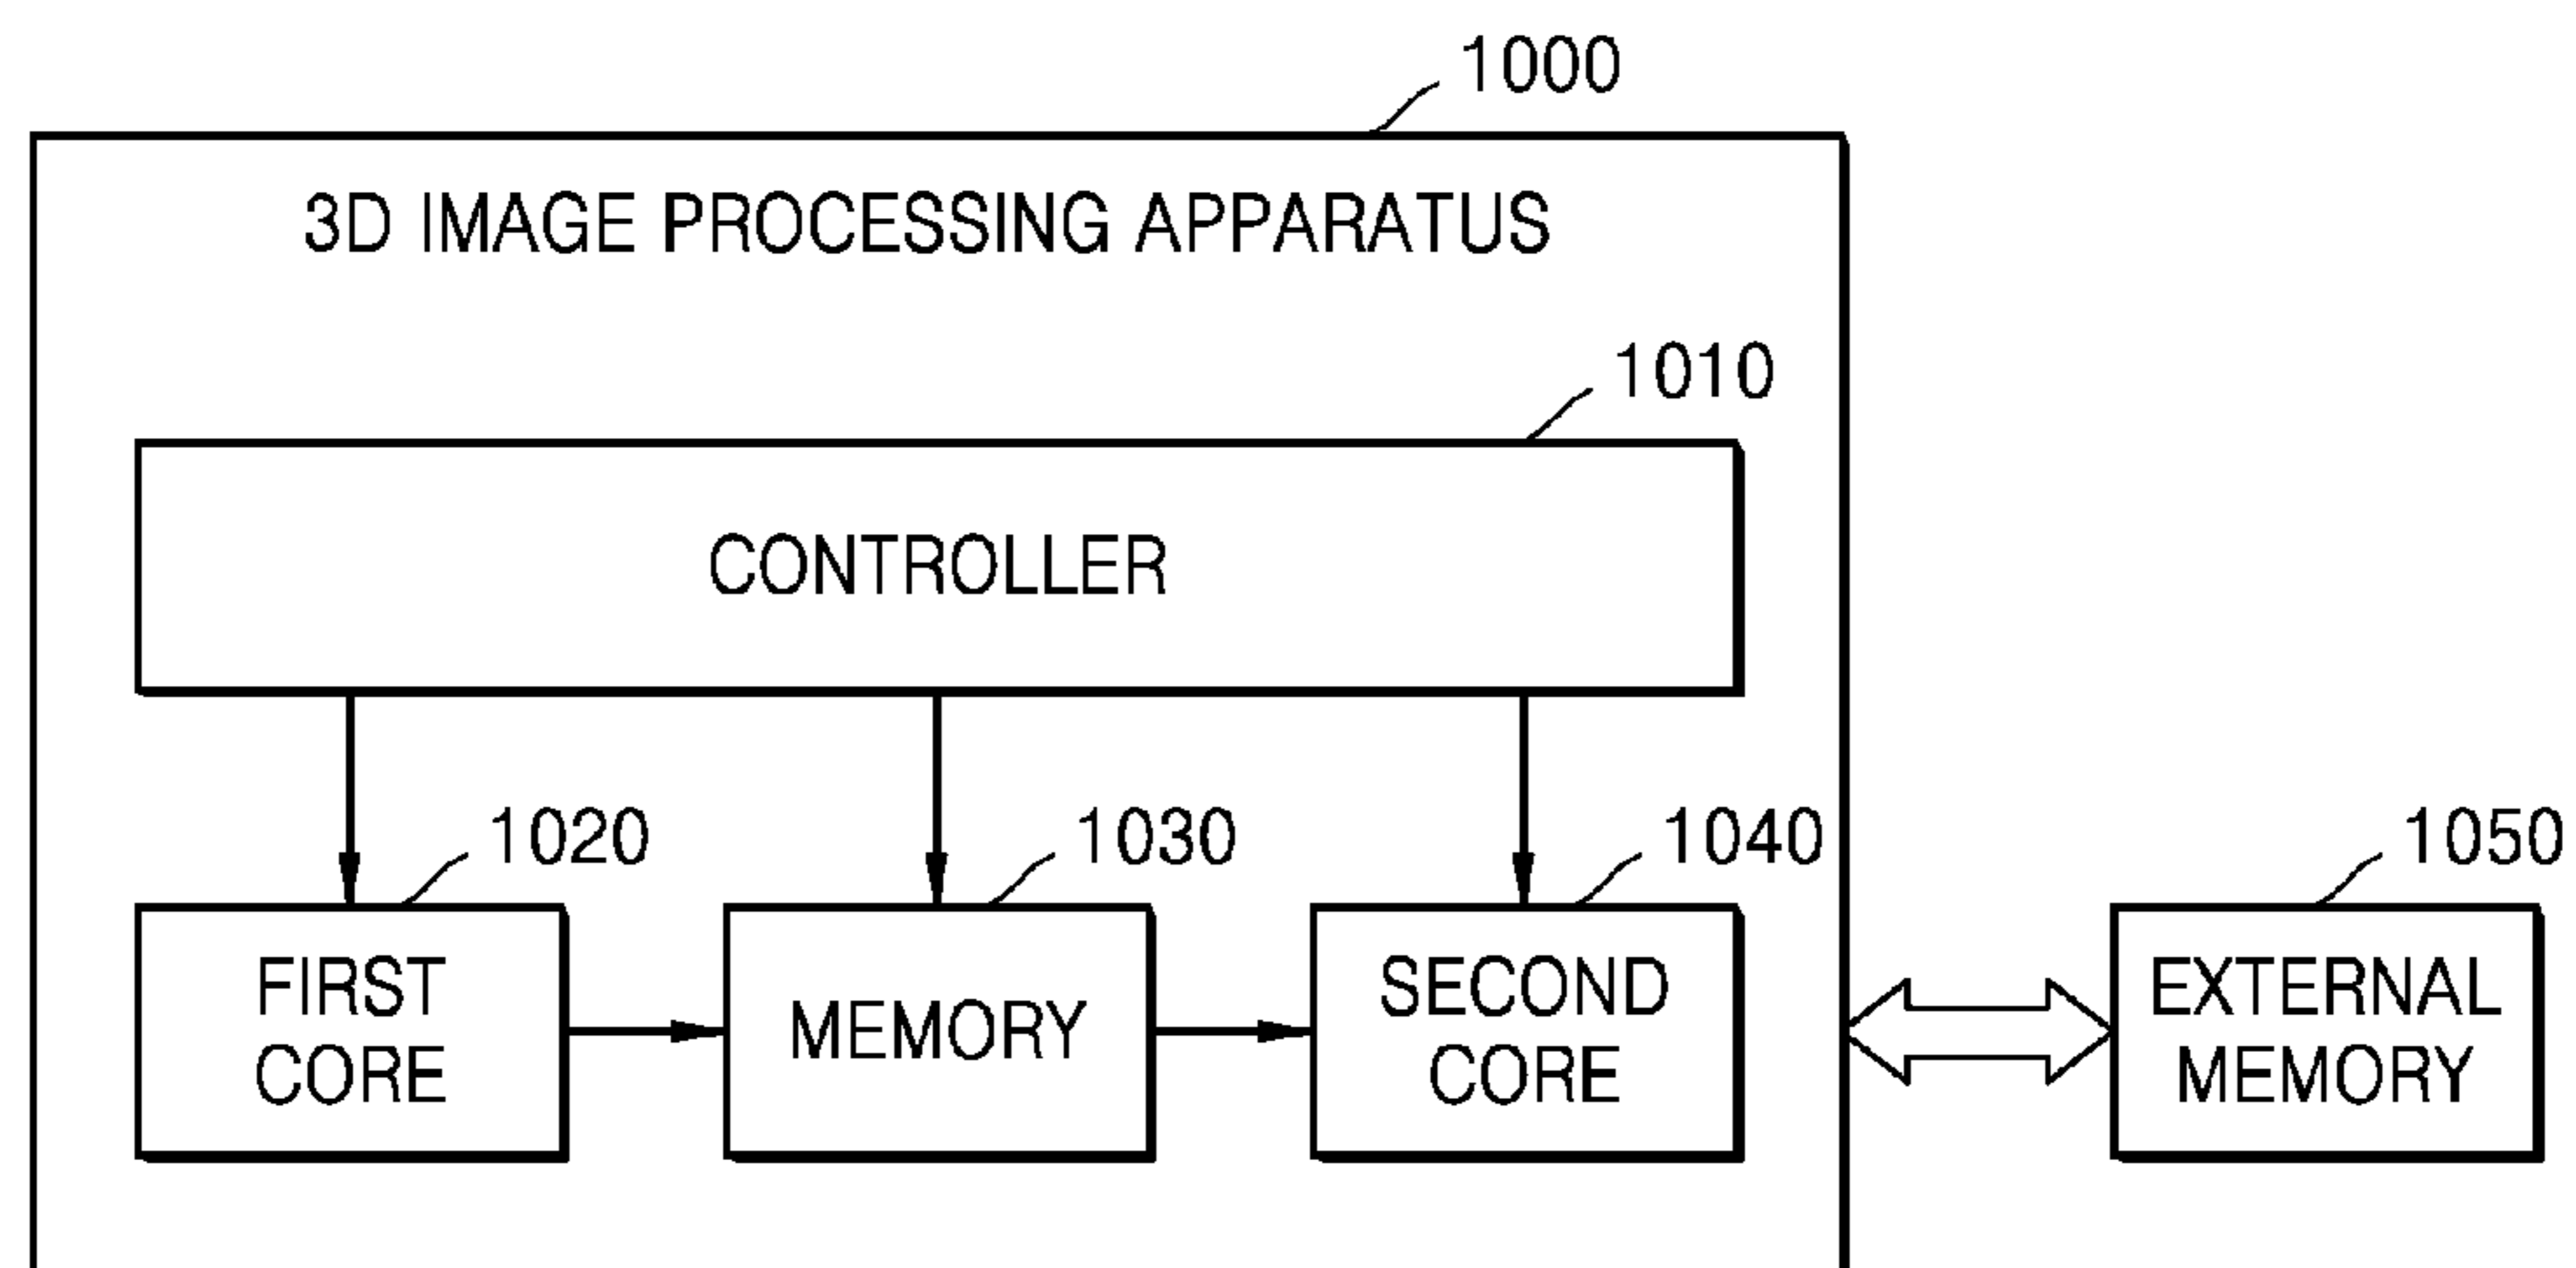 1000
3D IMAGE PROCESSING APPARATUS
1010
CONTROLLER
1020
1030
1040
1050
FIRST
CORE
MEMORY
SECOND
CORE
EXTERNAL
MEMORY